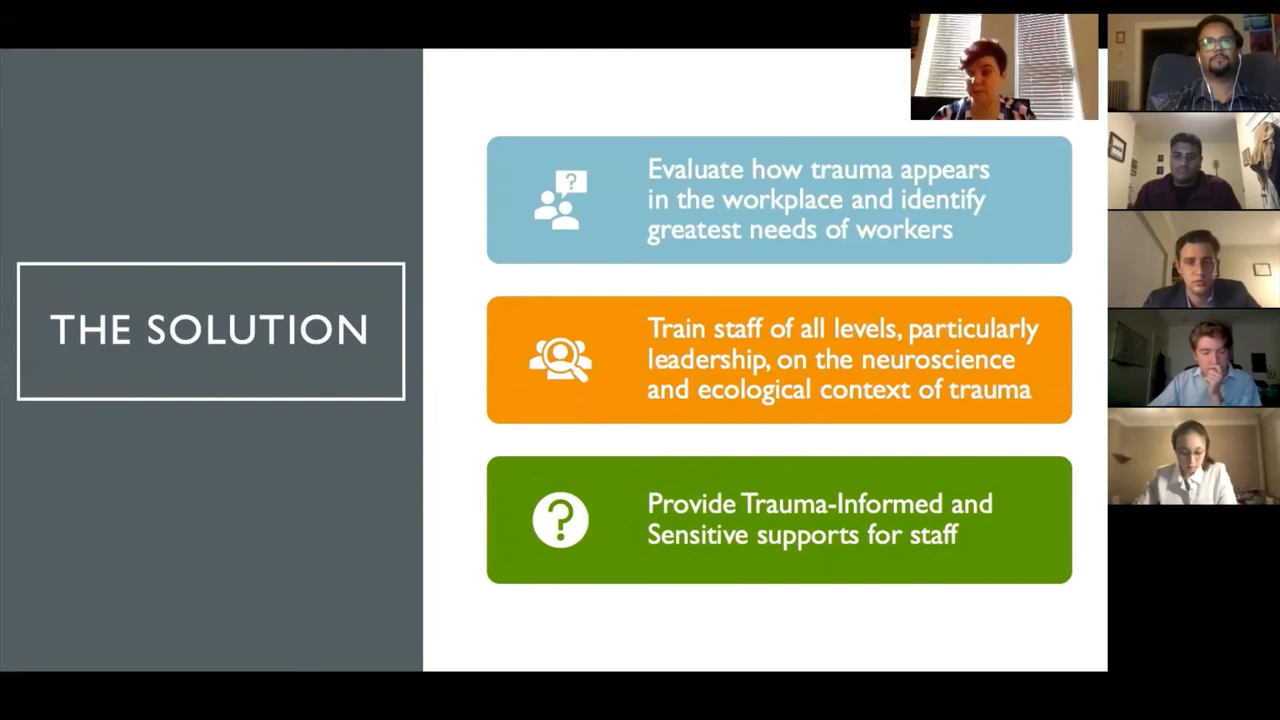 THE SOLUTION
Evaluate how trauma appears
in the workplace and identify
greatest needs of workers
Train staff of all levels, particularly
leadership, on the neuroscience
and ecological context of trauma
Provide Trauma-Informed and
Sensitive supports for staff